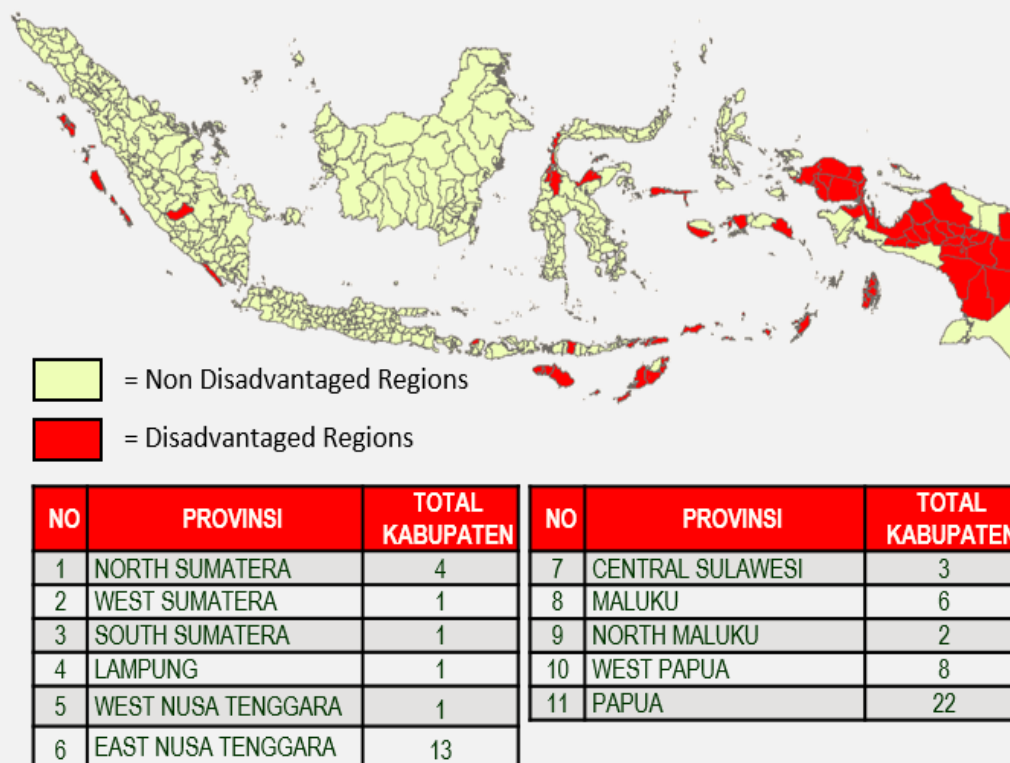 = Non Disadvantaged Regions
= Disadvantaged Regions
NO PROVINSI TOTAL KABUPATEN
1 NORTH SUMATERA 4
2 WEST SUMATERA 1
3 SOUTH SUMATERA 1
4 LAMPUNG 1
5 WEST NUSA TENGGARA 1
6 EAST NUSA TENGGARA 13
NO PROVINSI TOTAL KABUPATEN
7 CENTRAL SULAWESI 3
8 MALUKU 6
9 NORTH MALUKU 2
10 WEST PAPUA 8
11 PAPUA 22